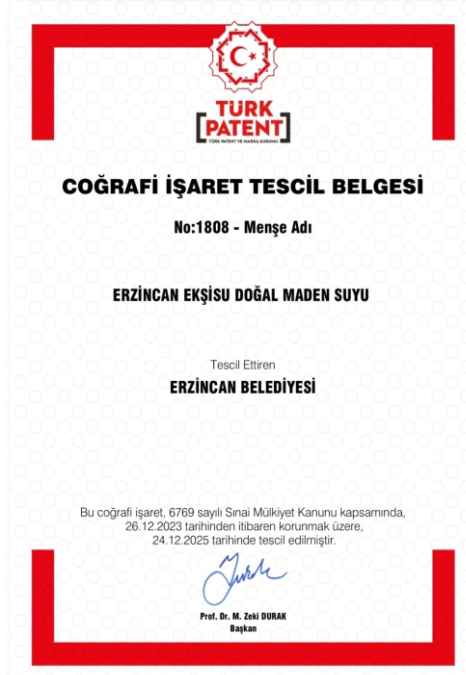 TÜRK
PATENT
TÜRK PATENT VE MARKA KURUMU
COĞRAFİ İŞARET TESCİL BELGESİ
No:1808 - Menşe Adı
ERZİNCAN EKŞİSU DOĞAL MADEN SUYU
Tescil Ettiren
ERZİNCAN BELEDİYESİ
Bu coğrafi işaret, 6769 sayılı Sınai Mülkiyet Kanunu kapsamında,
26.12.2023 tarihinden itibaren korunmak üzere,
24.12.2025 tarihinde tescil edilmiştir.
Prof. Dr. M. Zeki DURAK
Başkan